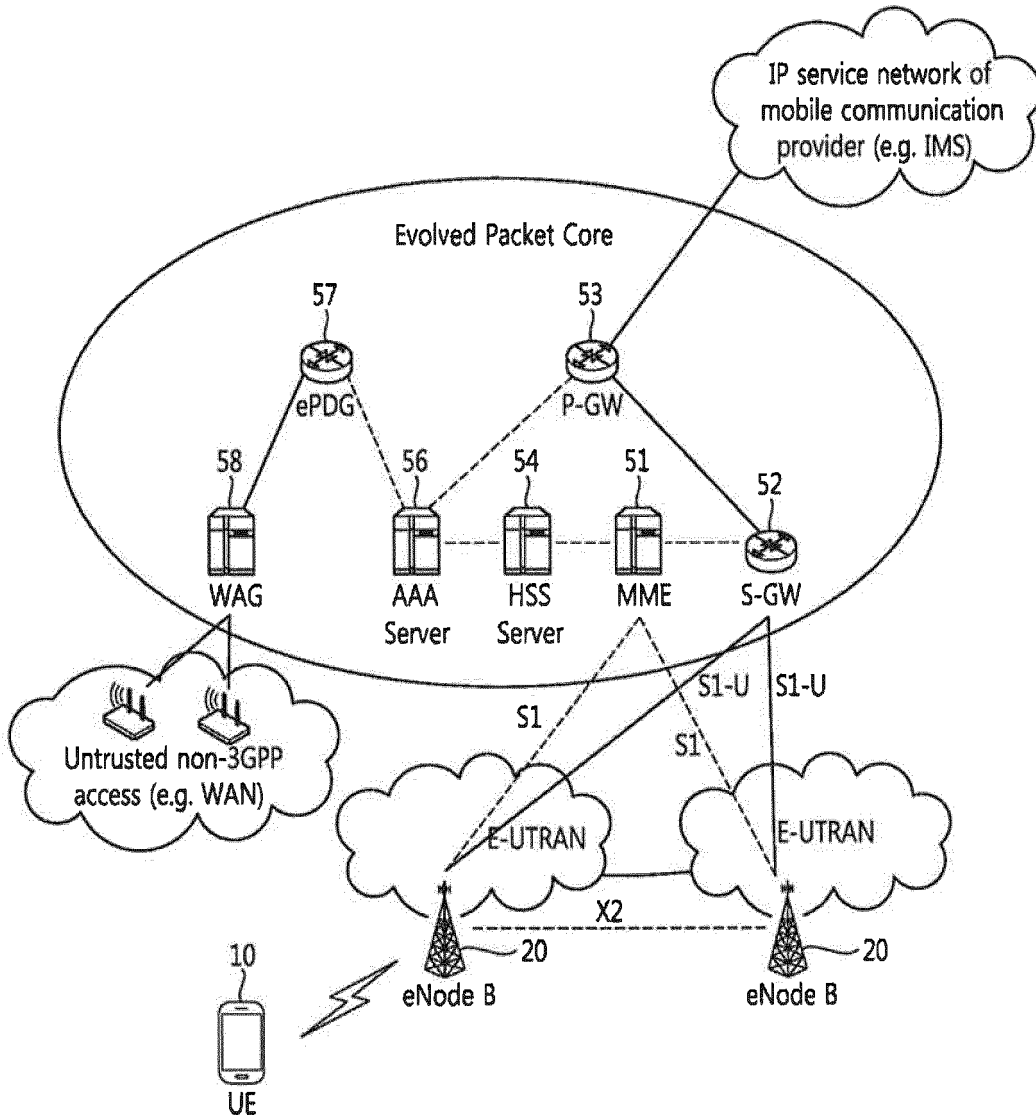 IP service network of
mobile communication
provider (e.g. IMS)
Evolved Packet Core
57
53
ePDG
P-GW
58
56
54
51
52
WAG
AAA
Server
HSS
Server
MME
S-GW
S1
S1-U
S1-U
S1
Untrusted non-3GPP
access (e.g. WAN)
E-UTRAN
E-UTRAN
X2
20
20
eNode B
eNode B
10
UE